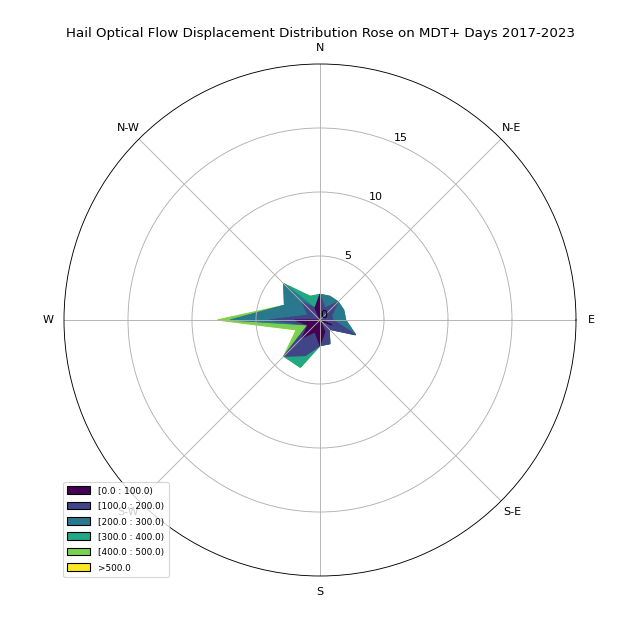 Hail Optical Flow Displacement Distribution Rose on MDT+ Days 2017-2023
N
N-W
N-E
15
10
5
0
W
E
S-W
S-E
S
[0.0 : 100.0)
[100.0 : 200.0)
[200.0 : 300.0)
[300.0 : 400.0)
[400.0 : 500.0)
>500.0